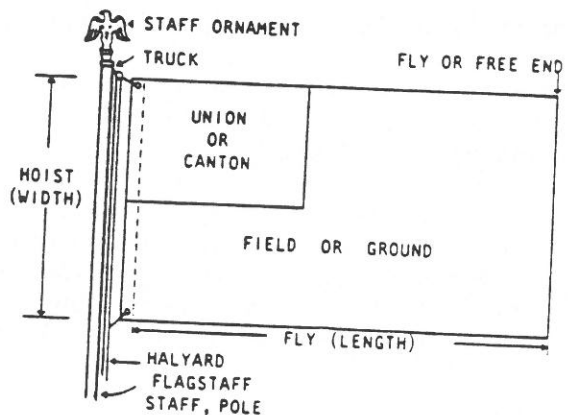 STAFF ORNAMENT
TRUCK
FLY OR FREE END
UNION
OR
CANTON
HOIST
(WIDTH)
FIELD OR GROUND
FLY (LENGTH)
HALYARD
FLAGSTAFF
STAFF, POLE